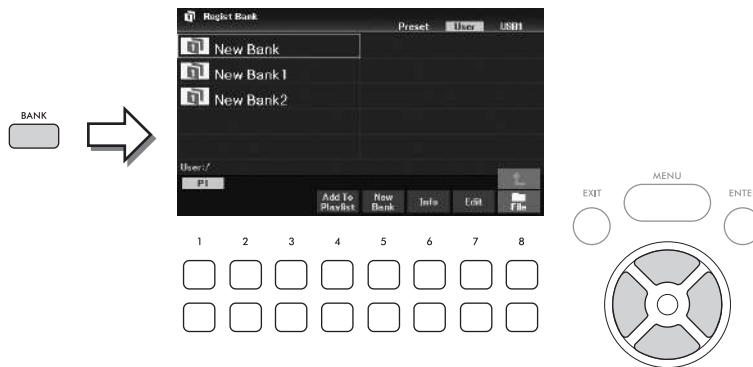 BANK
Regist Bank
Preset User USB1
New Bank
New Bank1
New Bank2
User:/
P1
Add To Playlist
New Bank
Info
Edit
File
1 2 3 4 5 6 7 8
EXIT
MENU
ENTE